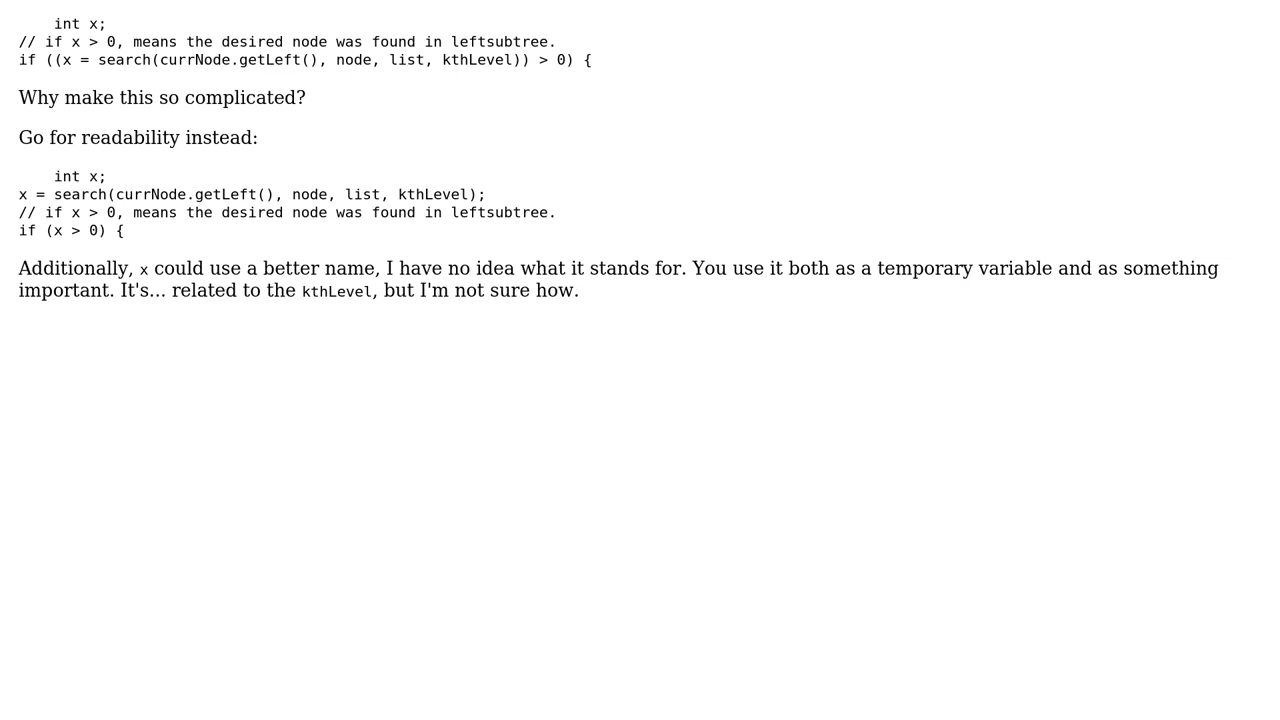 int x;
// if x > 0, means the desired node was found in leftsubtree.
if ((x = search(currNode.getLeft(), node, list, kthLevel)) > 0) {
Why make this so complicated?
Go for readability instead:
    int x;
x = search(currNode.getLeft(), node, list, kthLevel);
// if x > 0, means the desired node was found in leftsubtree.
if (x > 0) {
Additionally, x could use a better name, I have no idea what it stands for. You use it both as a temporary variable and as something
important. It's... related to the kthLevel, but I'm not sure how.